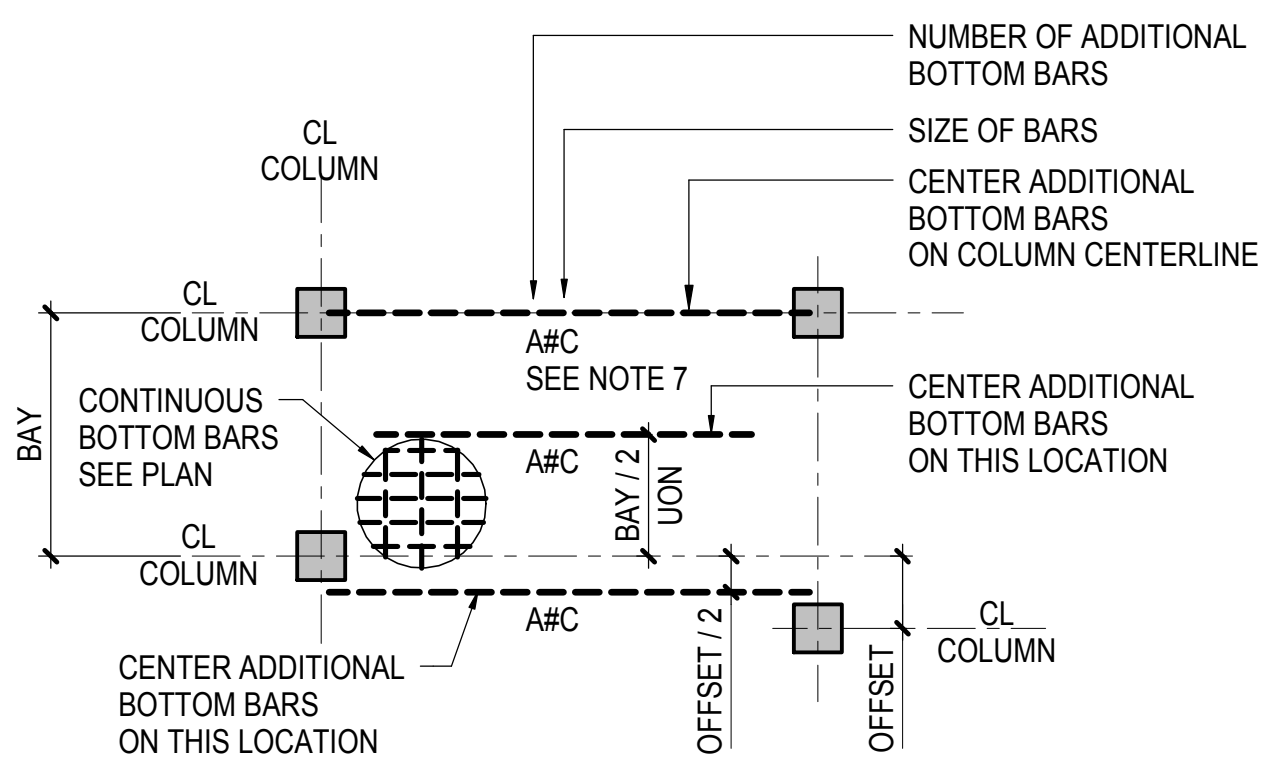 NUMBER OF ADDITIONAL
BOTTOM BARS
SIZE OF BARS
CL
COLUMN
CENTER ADDITIONAL
BOTTOM BARS
ON COLUMN CENTERLINE
CL
COLUMN
A#C
SEE NOTE 7
BAY
CONTINUOUS
BOTTOM BARS
SEE PLAN
CENTER ADDITIONAL
BOTTOM BARS
ON THIS LOCATION
A#C
BAY / 2
UON
CL
COLUMN
A#C
OFFSET / 2
OFFSET
CL
COLUMN
CENTER ADDITIONAL
BOTTOM BARS
ON THIS LOCATION